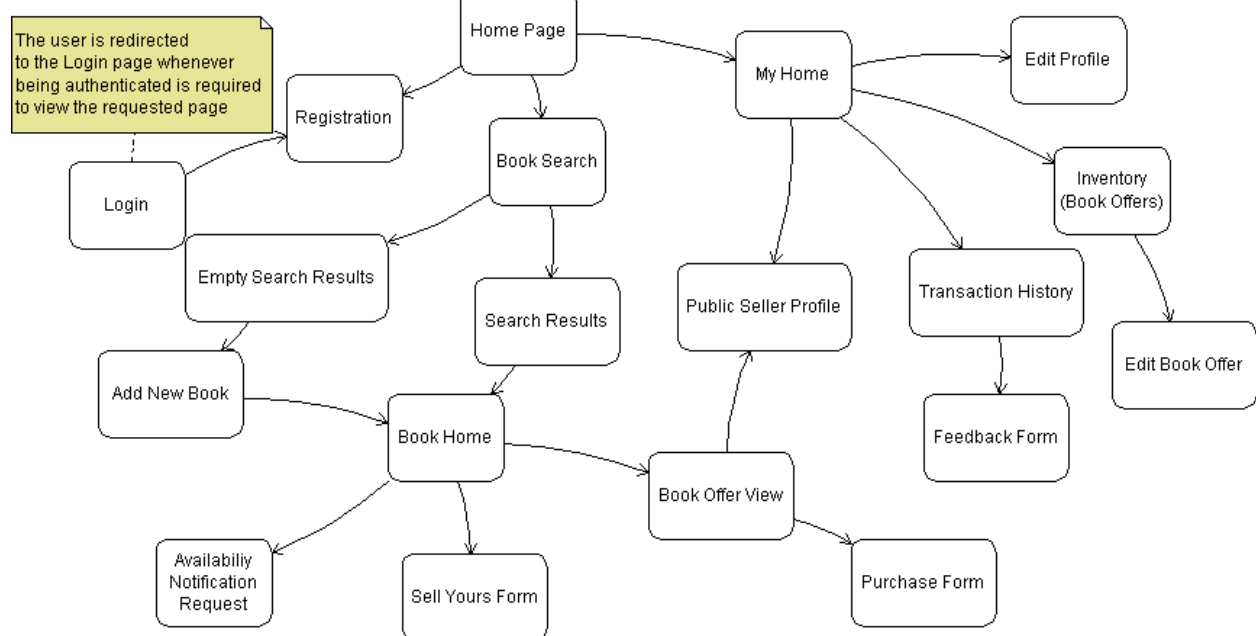 The user is redirected
to the Login page whenever
being authenticated is required
to view the requested page
Home Page
My Home
Edit Profile
Registration
Book Search
Login
Inventory
(Book Offers)
Empty Search Results
Search Results
Public Seller Profile
Transaction History
Edit Book Offer
Add New Book
Book Home
Feedback Form
Book Offer View
Availabiliy
Notification
Request
Sell Yours Form
Purchase Form